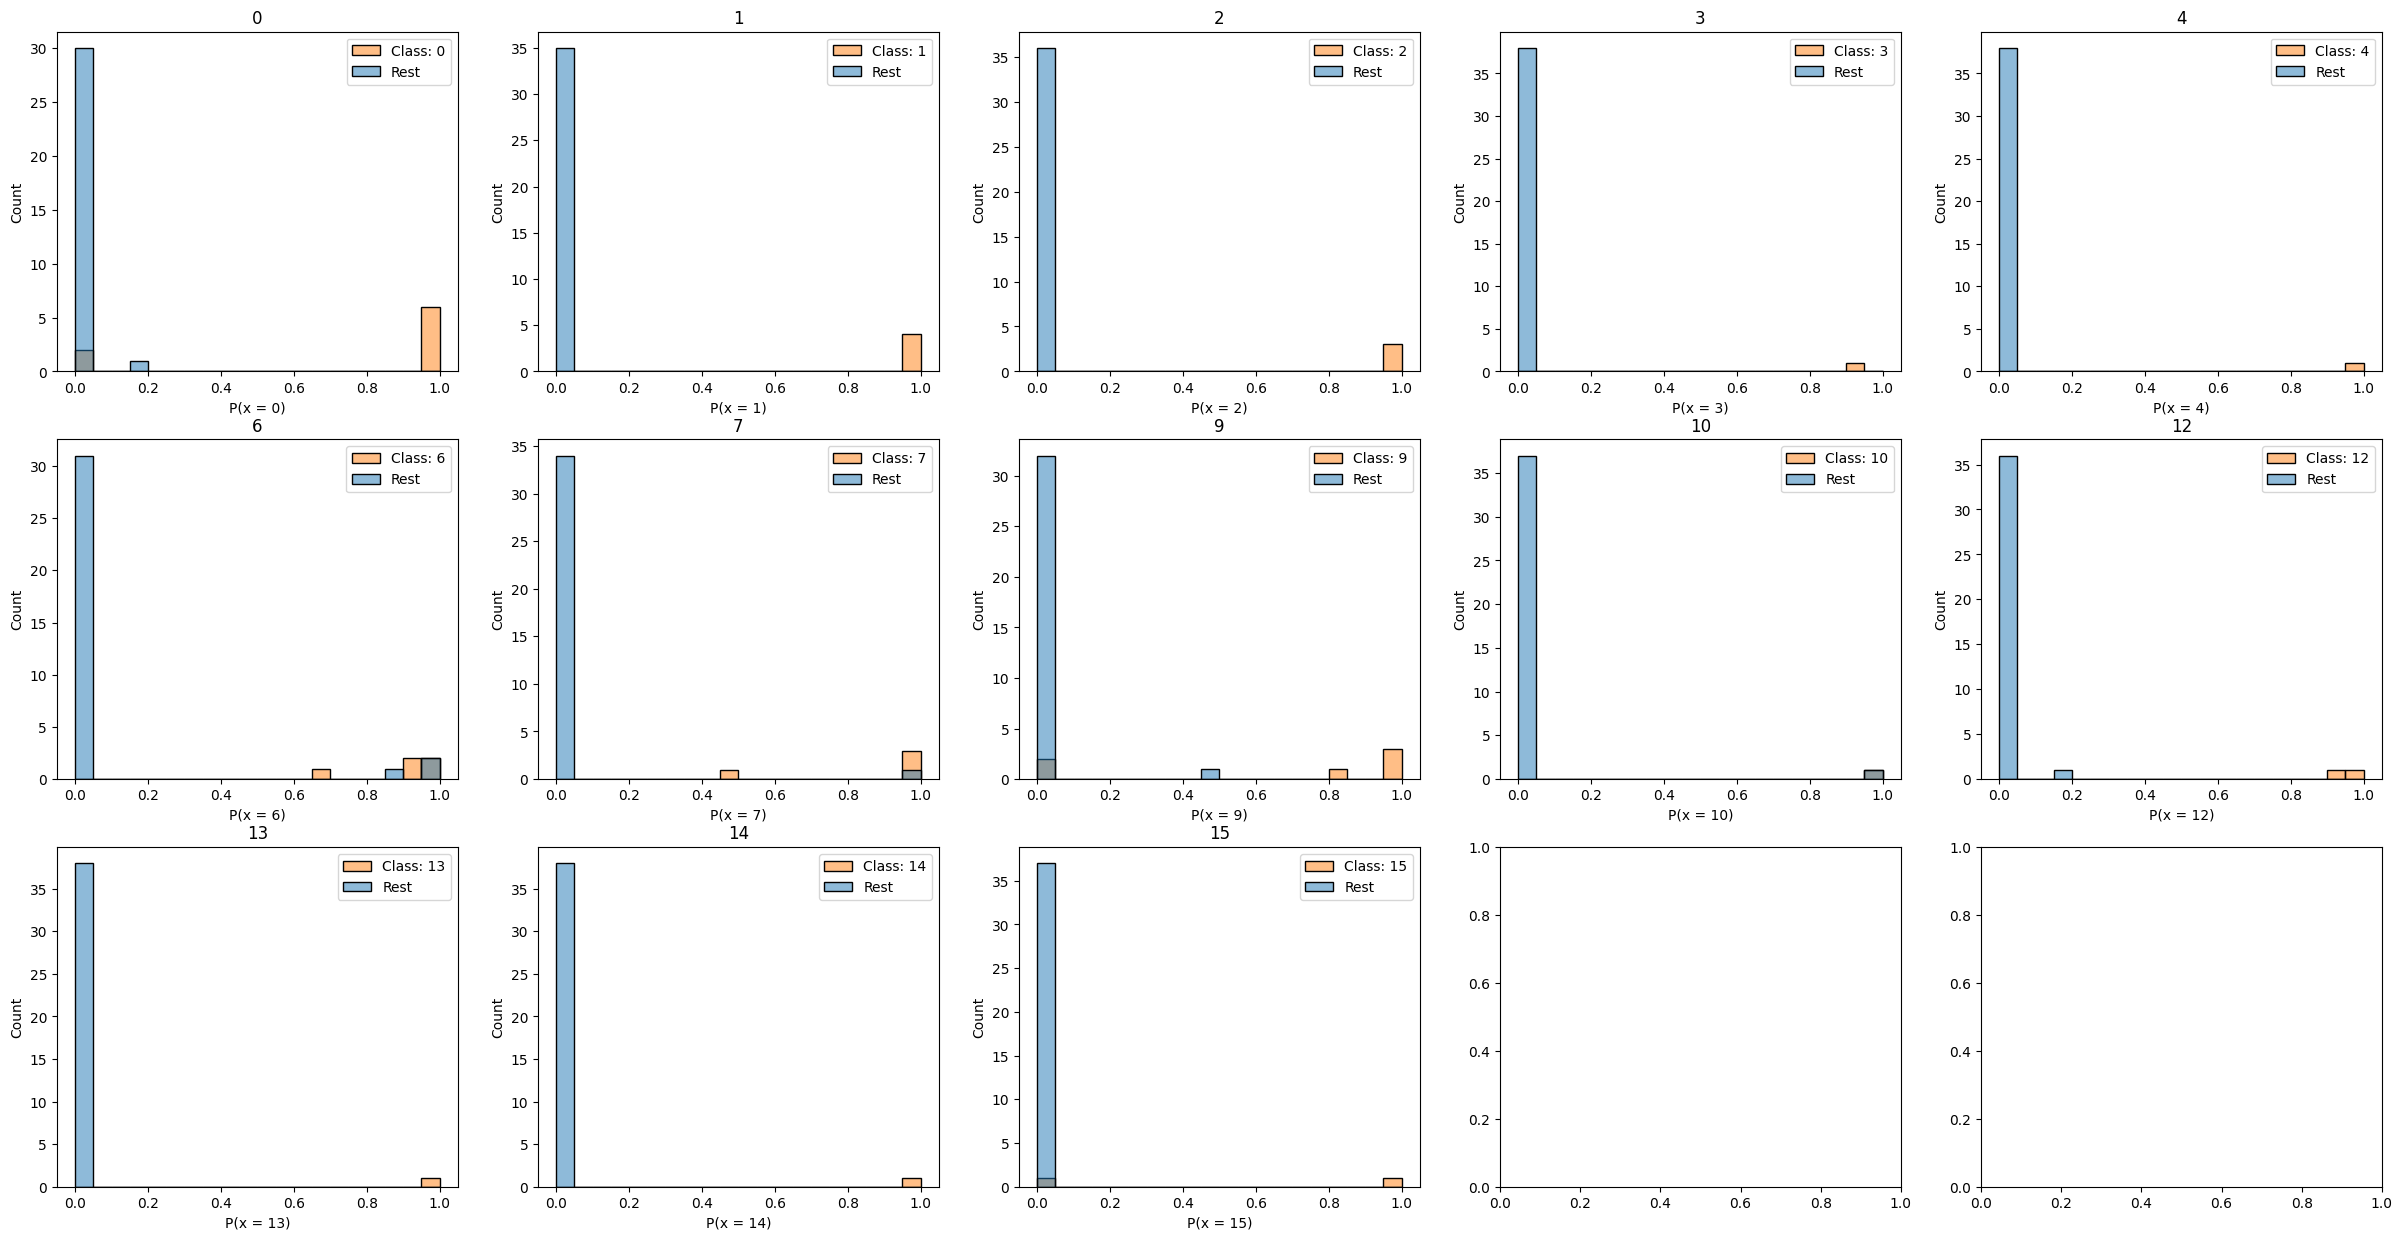 0
Class: 0
Rest
30
25
20
15
10
5
0
Count
0.0 0.2 0.4 0.6 0.8 1.0
P(x = 0)
1
Class: 1
Rest
35
30
25
20
15
10
5
0
Count
0.0 0.2 0.4 0.6 0.8 1.0
P(x = 1)
2
Class: 2
Rest
35
30
25
20
15
10
5
0
Count
0.0 0.2 0.4 0.6 0.8 1.0
P(x = 2)
3
Class: 3
Rest
35
30
25
20
15
10
5
0
Count
0.0 0.2 0.4 0.6 0.8 1.0
P(x = 3)
4
Class: 4
Rest
35
30
25
20
15
10
5
0
Count
0.0 0.2 0.4 0.6 0.8 1.0
P(x = 4)
6
Class: 6
Rest
30
25
20
15
10
5
0
Count
0.0 0.2 0.4 0.6 0.8 1.0
P(x = 6)
7
Class: 7
Rest
35
30
25
20
15
10
5
0
Count
0.0 0.2 0.4 0.6 0.8 1.0
P(x = 7)
9
Class: 9
Rest
30
25
20
15
10
5
0
Count
0.0 0.2 0.4 0.6 0.8 1.0
P(x = 9)
10
Class: 10
Rest
35
30
25
20
15
10
5
0
Count
0.0 0.2 0.4 0.6 0.8 1.0
P(x = 10)
12
Class: 12
Rest
35
30
25
20
15
10
5
0
Count
0.0 0.2 0.4 0.6 0.8 1.0
P(x = 12)
13
Class: 13
Rest
35
30
25
20
15
10
5
0
Count
0.0 0.2 0.4 0.6 0.8 1.0
P(x = 13)
14
Class: 14
Rest
35
30
25
20
15
10
5
0
Count
0.0 0.2 0.4 0.6 0.8 1.0
P(x = 14)
15
Class: 15
Rest
35
30
25
20
15
10
5
0
Count
0.0 0.2 0.4 0.6 0.8 1.0
P(x = 15)
1.0
0.8
0.6
0.4
0.2
0.0
0.0 0.2 0.4 0.6 0.8 1.0
1.0
0.8
0.6
0.4
0.2
0.0
0.0 0.2 0.4 0.6 0.8 1.0